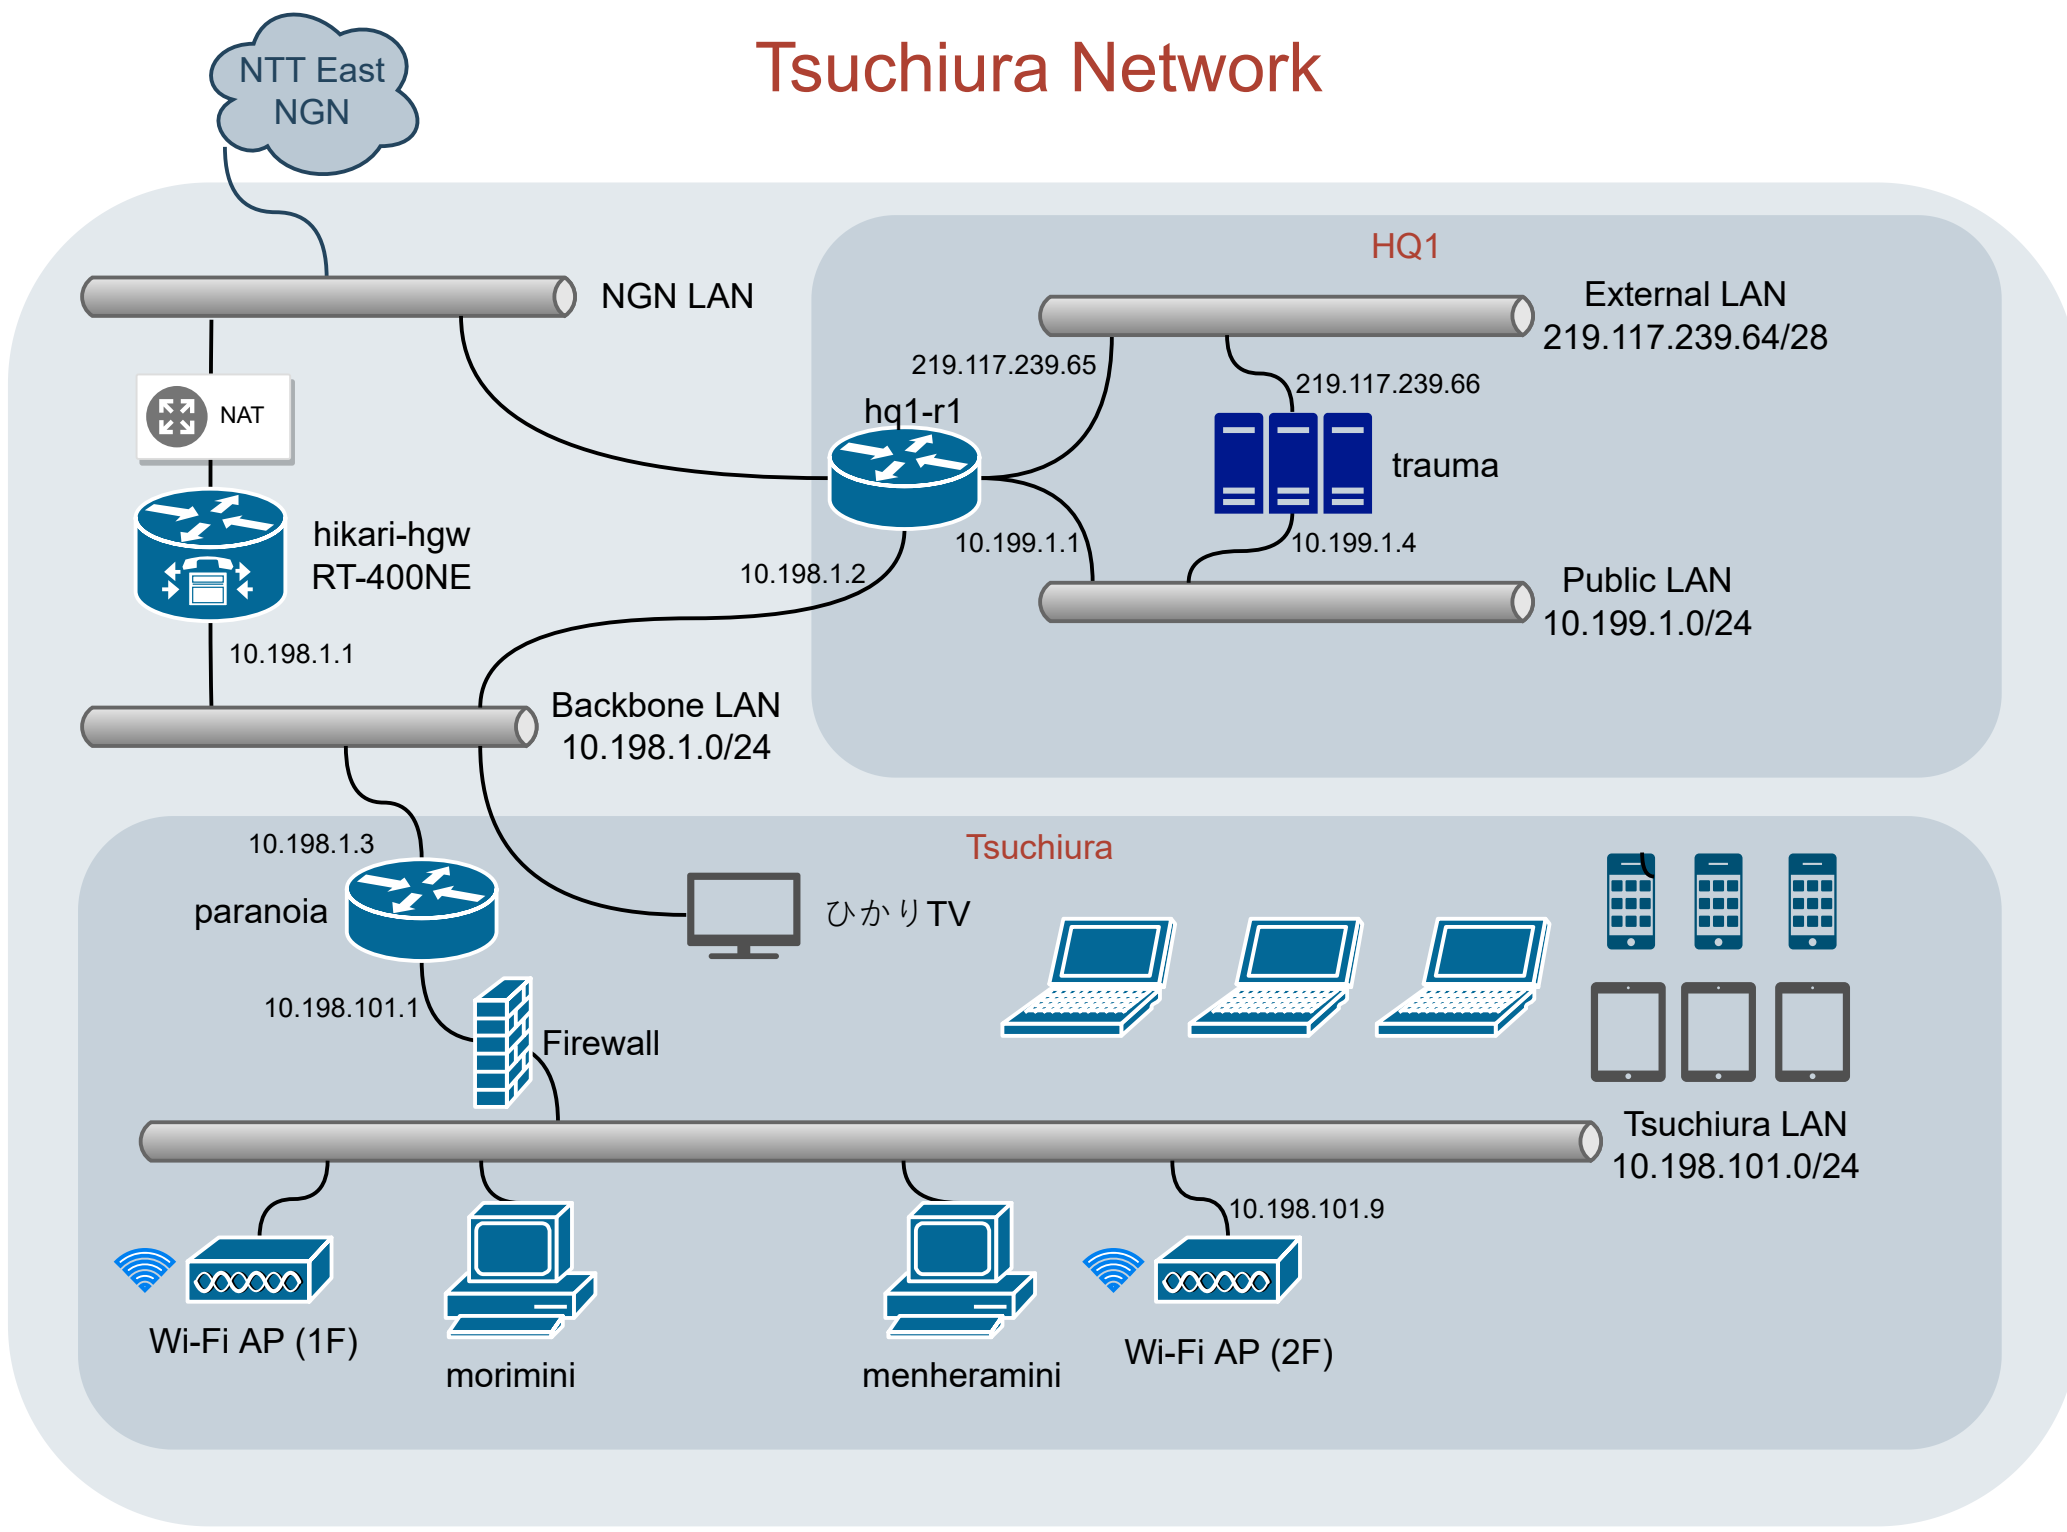 Tsuchiura Network
NTT East
NGN
NGN LAN
HQ1
External LAN
219.117.239.64/28
219.117.239.65
219.117.239.66
hq1-r1
NAT
trauma
hikari-hgw
RT-400NE
10.199.1.1
10.199.1.4
10.198.1.2
Public LAN
10.199.1.0/24
10.198.1.1
Backbone LAN
10.198.1.0/24
Tsuchiura
10.198.1.3
paranoia
ひかりTV
10.198.101.1
Firewall
Tsuchiura LAN
10.198.101.0/24
10.198.101.9
Wi-Fi AP (1F)
morimini
menheramini
Wi-Fi AP (2F)